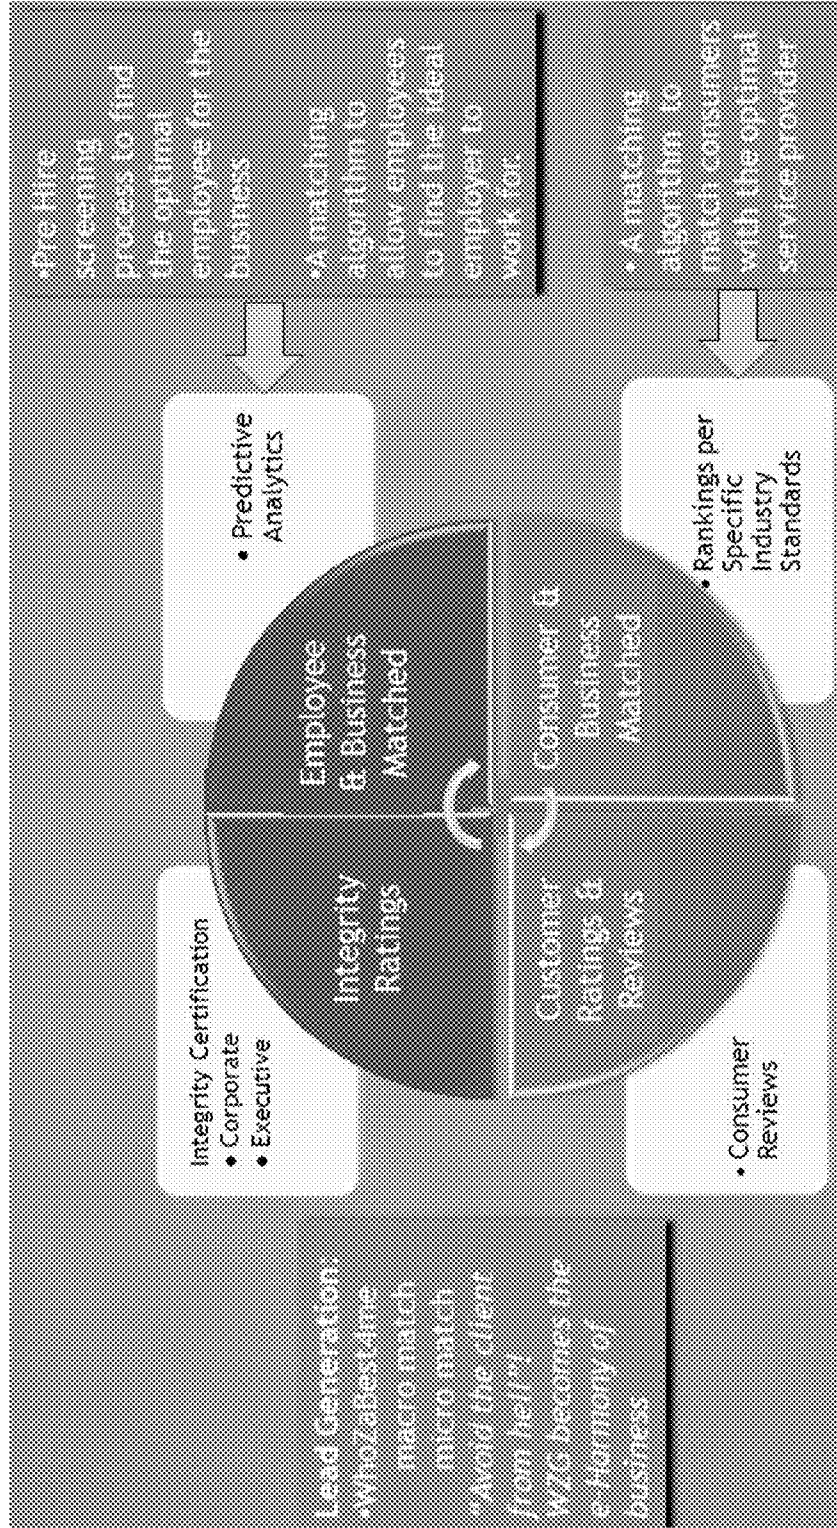 Lead Generation:
•WhoZaBest4me
macro match
micro match
"Avoid the client
from hell"!
WZG becomes the
e-Harmony of
business
Integrity Certification
• Corporate
• Executive
• Consumer
Reviews
Integrity
Ratings
Employee
& Business
Matched
Customer
Ratings &
Reviews
Consumer &
Business
Matched
• Predictive
Analytics
• Rankings per
Specific
Industry
Standards
•Pre Hire
screening
process to find
the optimal
employee for the
business
•A matching
algorithm to
allow employees
to find the ideal
employer to
work for.
• A matching
algorithm to
match consumers
with the optimal
service provider